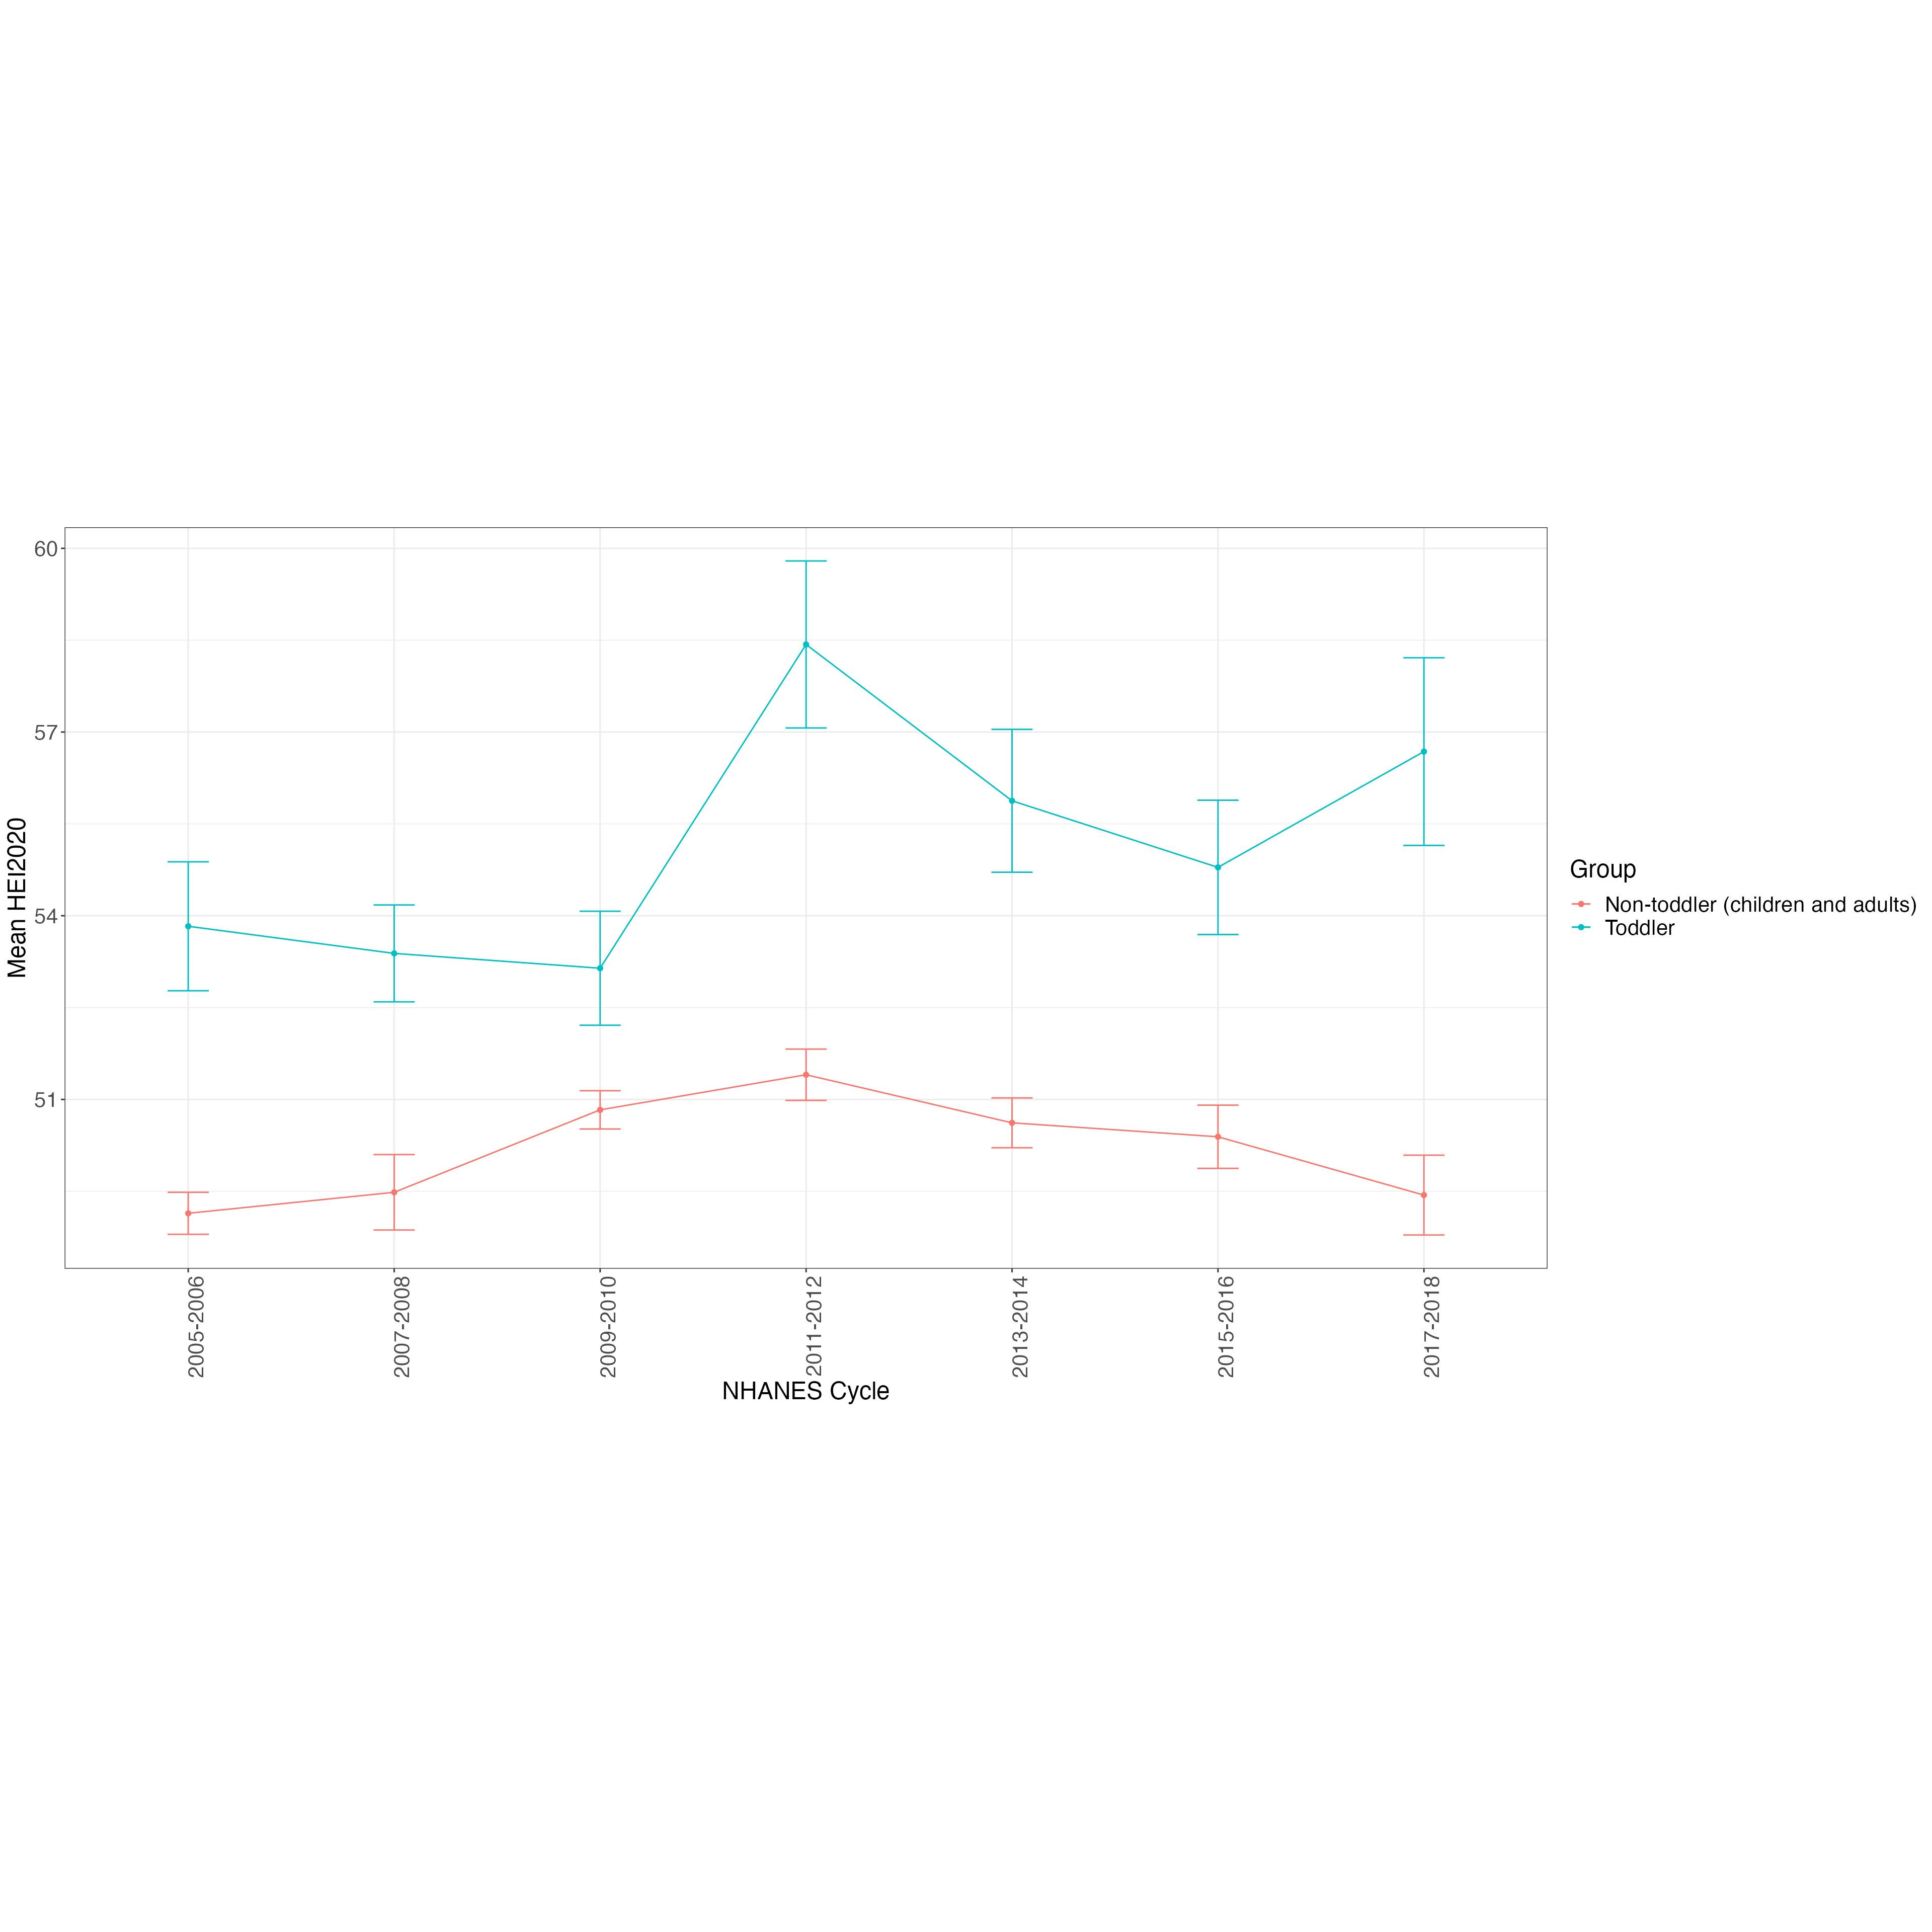 60
57
54
51
Mean HEI2020
2005-2006
2007-2008
2009-2010
2011-2012
2013-2014
2015-2016
2017-2018
NHANES Cycle
Group
Non-toddler (children and adults)
Toddler